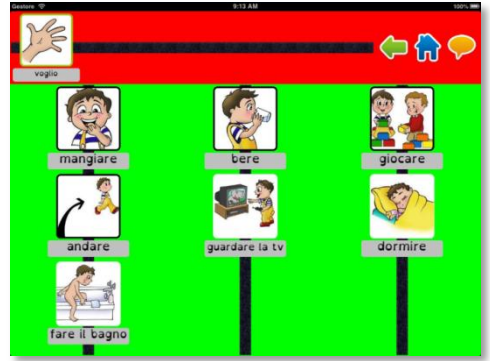 Gestore 9:13 AM 100%
voglio
mangiare bere giocare
andare guardare la tv dormire
fare il bagno